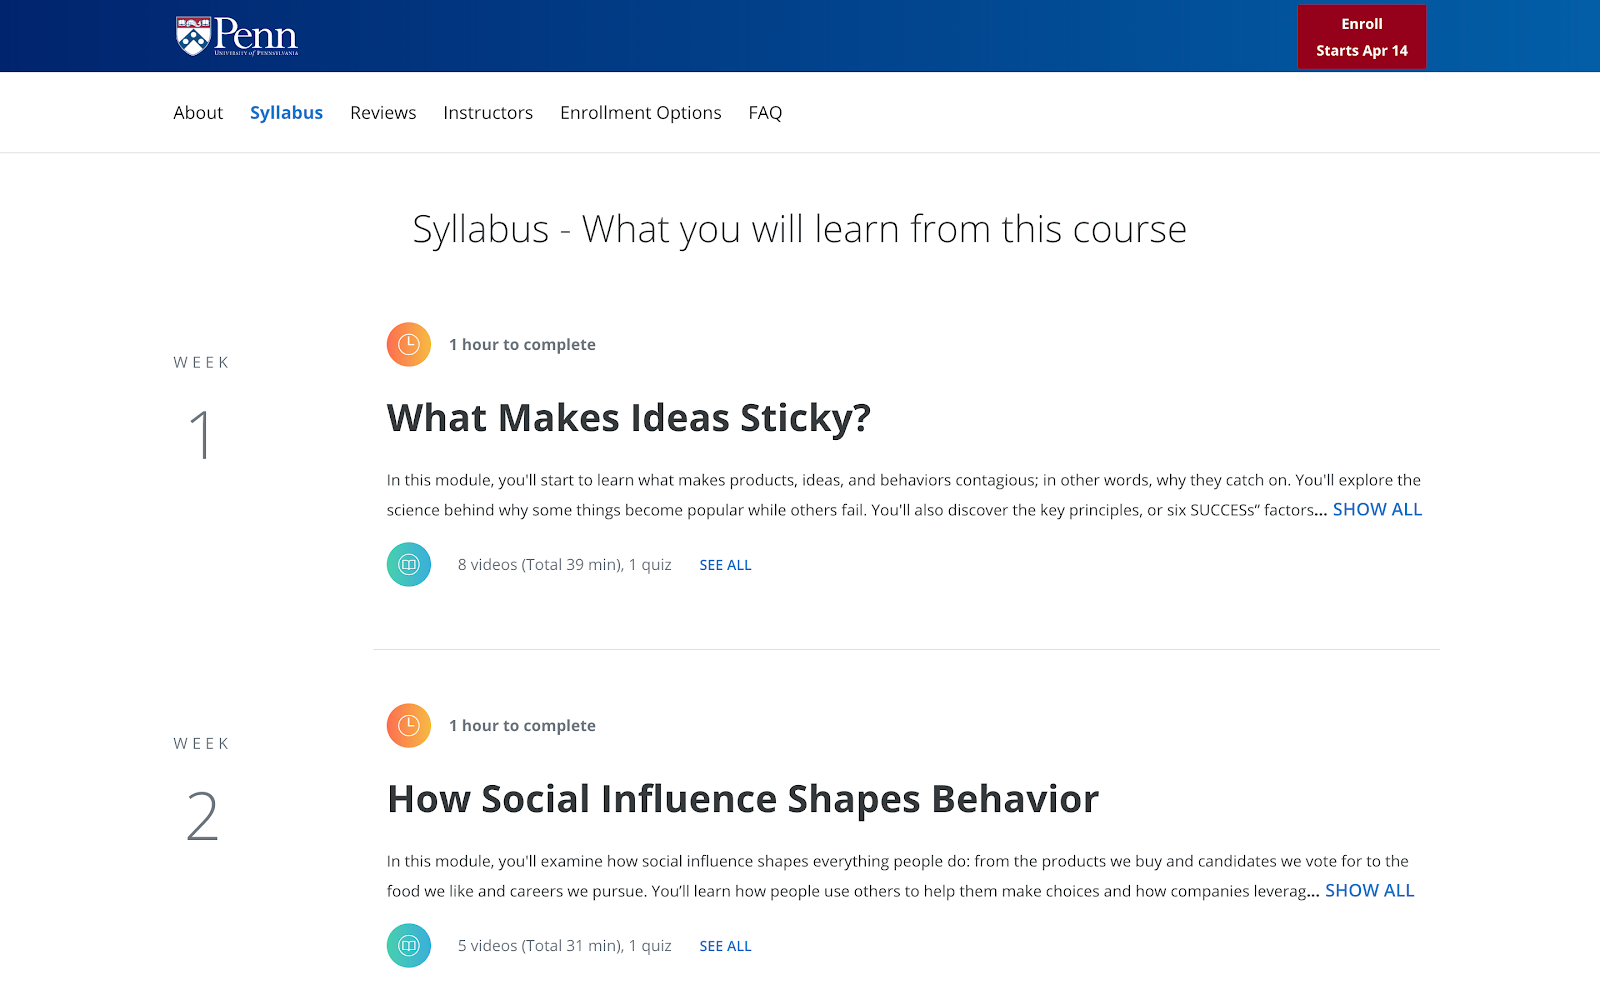 Penn
UNIVERSITY of PENNSYLVANIA
Enroll
Starts Apr 14
About Syllabus Reviews Instructors Enrollment Options FAQ
Syllabus - What you will learn from this course
WEEK
1
1 hour to complete
What Makes Ideas Sticky?
In this module, you'll start to learn what makes products, ideas, and behaviors contagious; in other words, why they catch on. You'll explore the
science behind why some things become popular while others fail. You'll also discover the key principles, or six SUCCESs” factors... SHOW ALL
8 videos (Total 39 min), 1 quiz SEE ALL
WEEK
2
1 hour to complete
How Social Influence Shapes Behavior
In this module, you'll examine how social influence shapes everything people do: from the products we buy and candidates we vote for to the
food we like and careers we pursue. You’ll learn how people use others to help them make choices and how companies leverag... SHOW ALL
5 videos (Total 31 min), 1 quiz SEE ALL